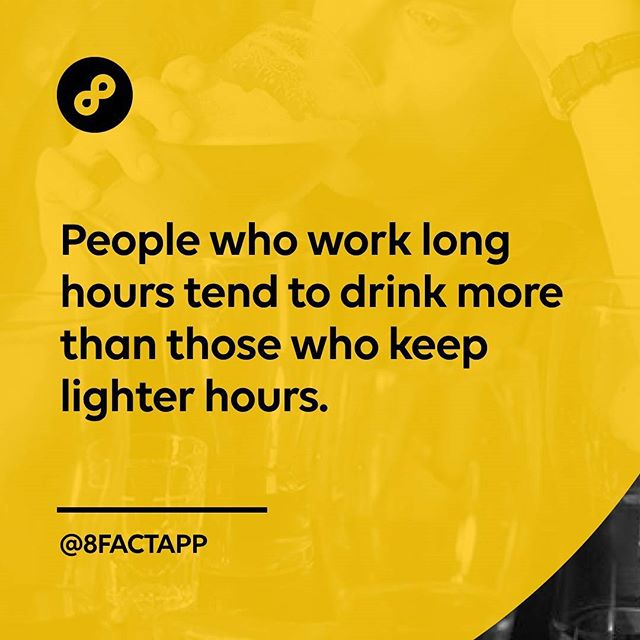 People who work long
hours tend to drink more
than those who keep
lighter hours.
@8FACTAPP